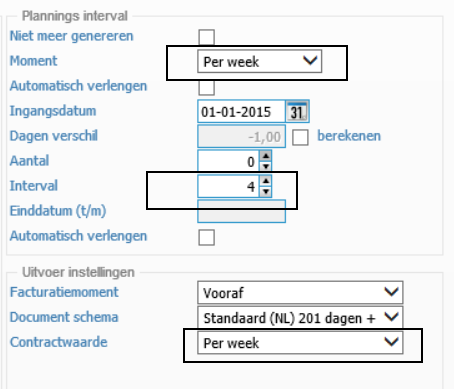 Plannings interval
Niet meer genereren
Moment Per week
Automatisch verlengen
Ingangsdatum 01-01-2015 31
Dagen verschil -1,00 berekenen
Aantal 0
Interval 4
Einddatum (t/m)
Automatisch verlengen
Uitvoer instellingen
Facturatiemoment Vooraf
Document schema Standaard (NL) 201 dagen +
Contractwaarde Per week